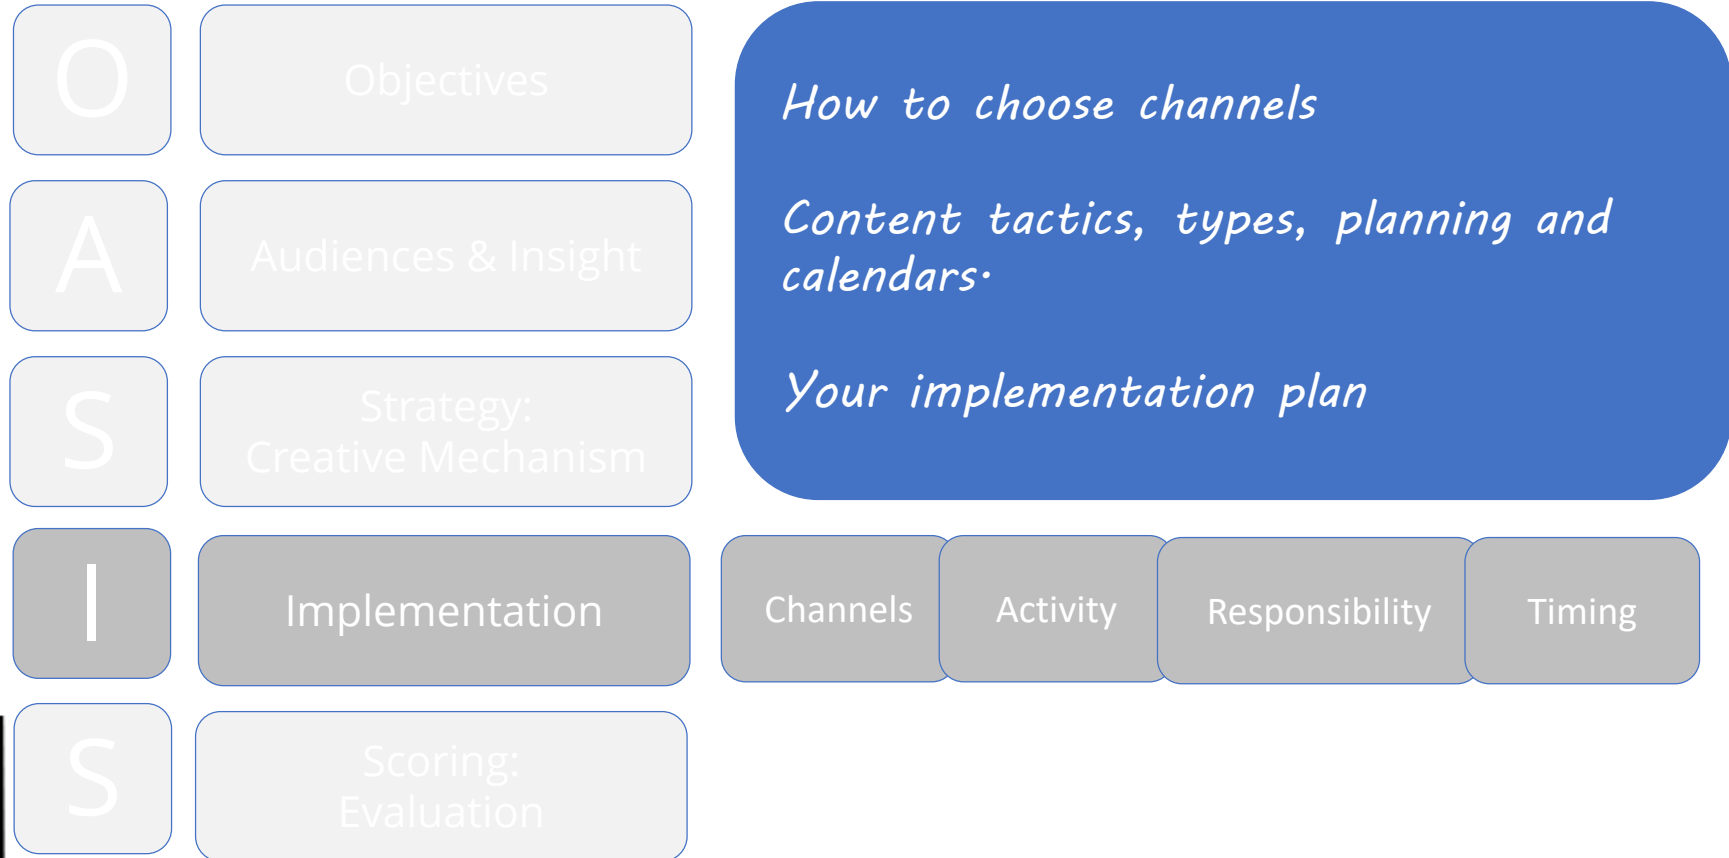 O
Objectives
A
Audiences & Insight
S
Strategy:
Creative Mechanism
I
Implementation
S
Scoring:
Evaluation
How to choose channels
Content tactics, types, planning and
calendars.
Your implementation plan
Channels
Activity
Responsibility
Timing